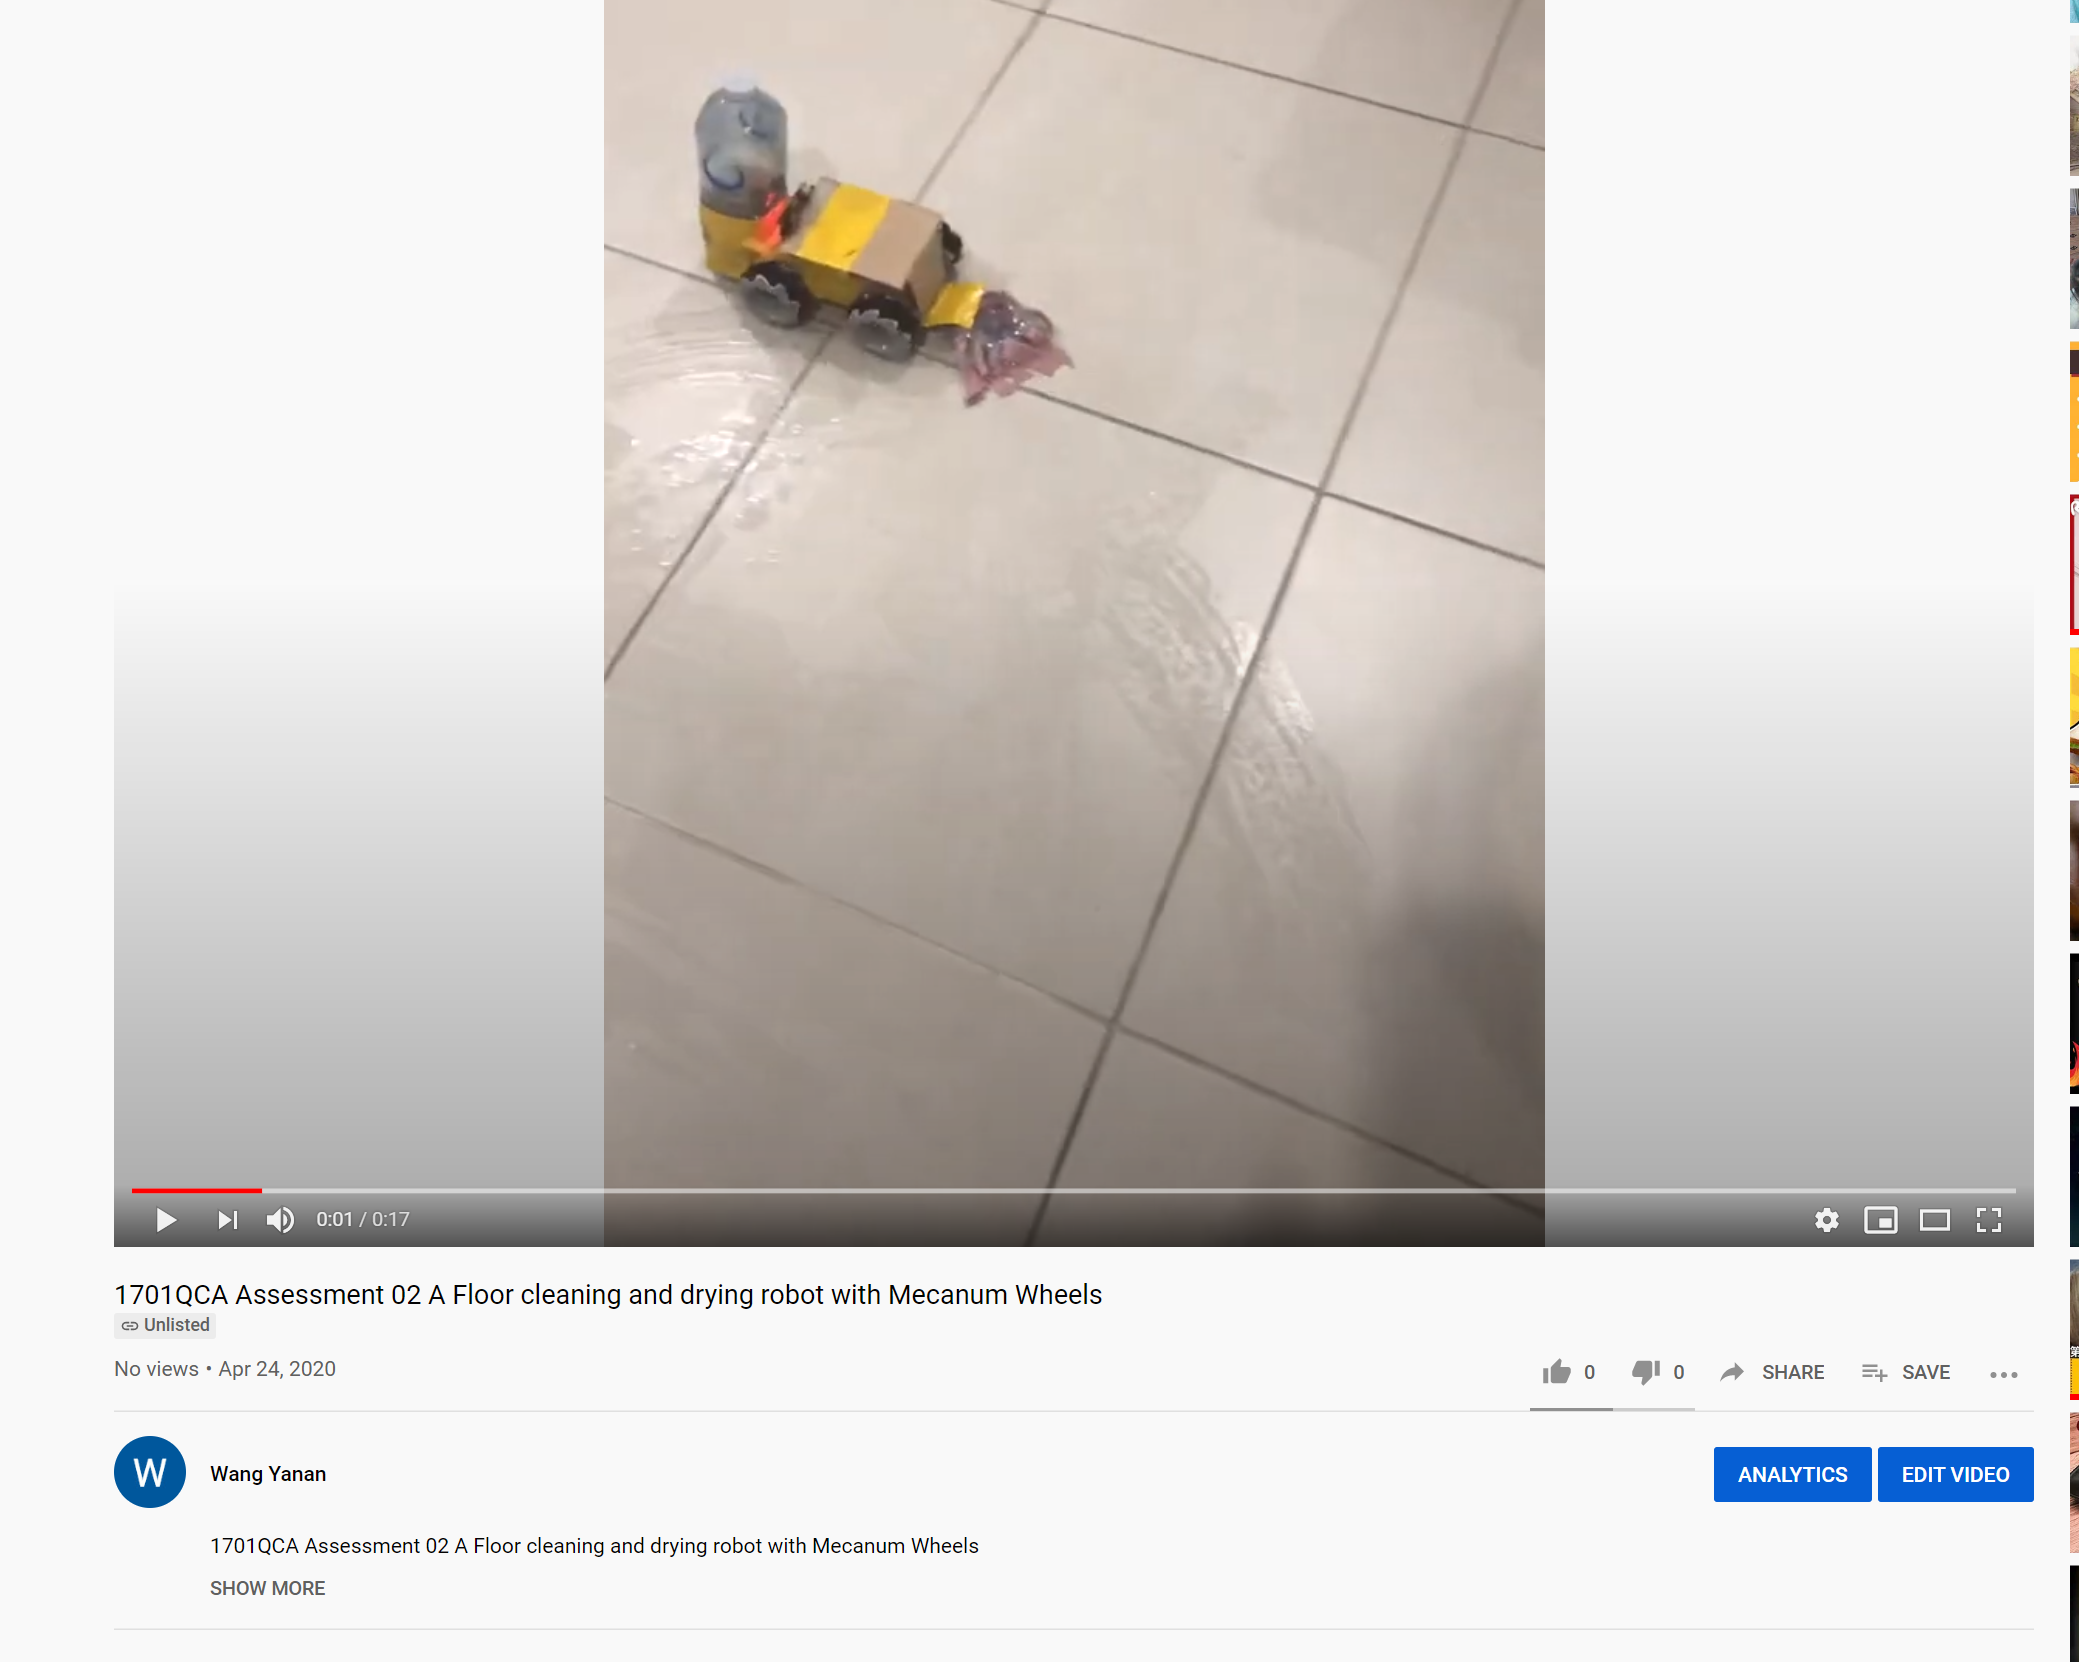 0:01 / 0:17
1701QCA Assessment 02 A Floor cleaning and drying robot with Mecanum Wheels
Unlisted
No views • Apr 24, 2020
0
0
SHARE
SAVE
W
Wang Yanan
ANALYTICS
EDIT VIDEO
1701QCA Assessment 02 A Floor cleaning and drying robot with Mecanum Wheels
SHOW MORE